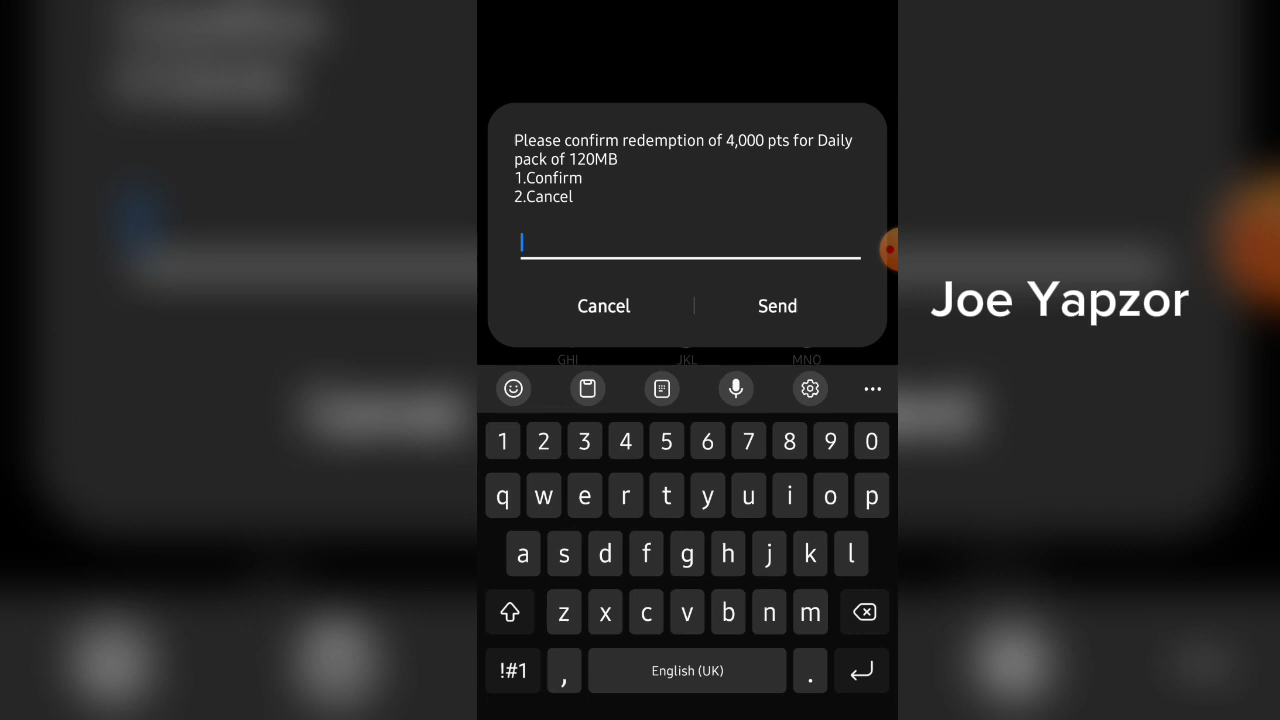 Please confirm redemption of 4,000 pts for Daily
pack of 120MB
1.Confirm
2.Cancel
Cancel
Send
Joe Yapzor
GHI
JKL
MNO
1 2 3 4 5 6 7 8 9 0
q w e r t y u i o p
a s d f g h j k l
z x c v b n m
!#1 , English (UK) .